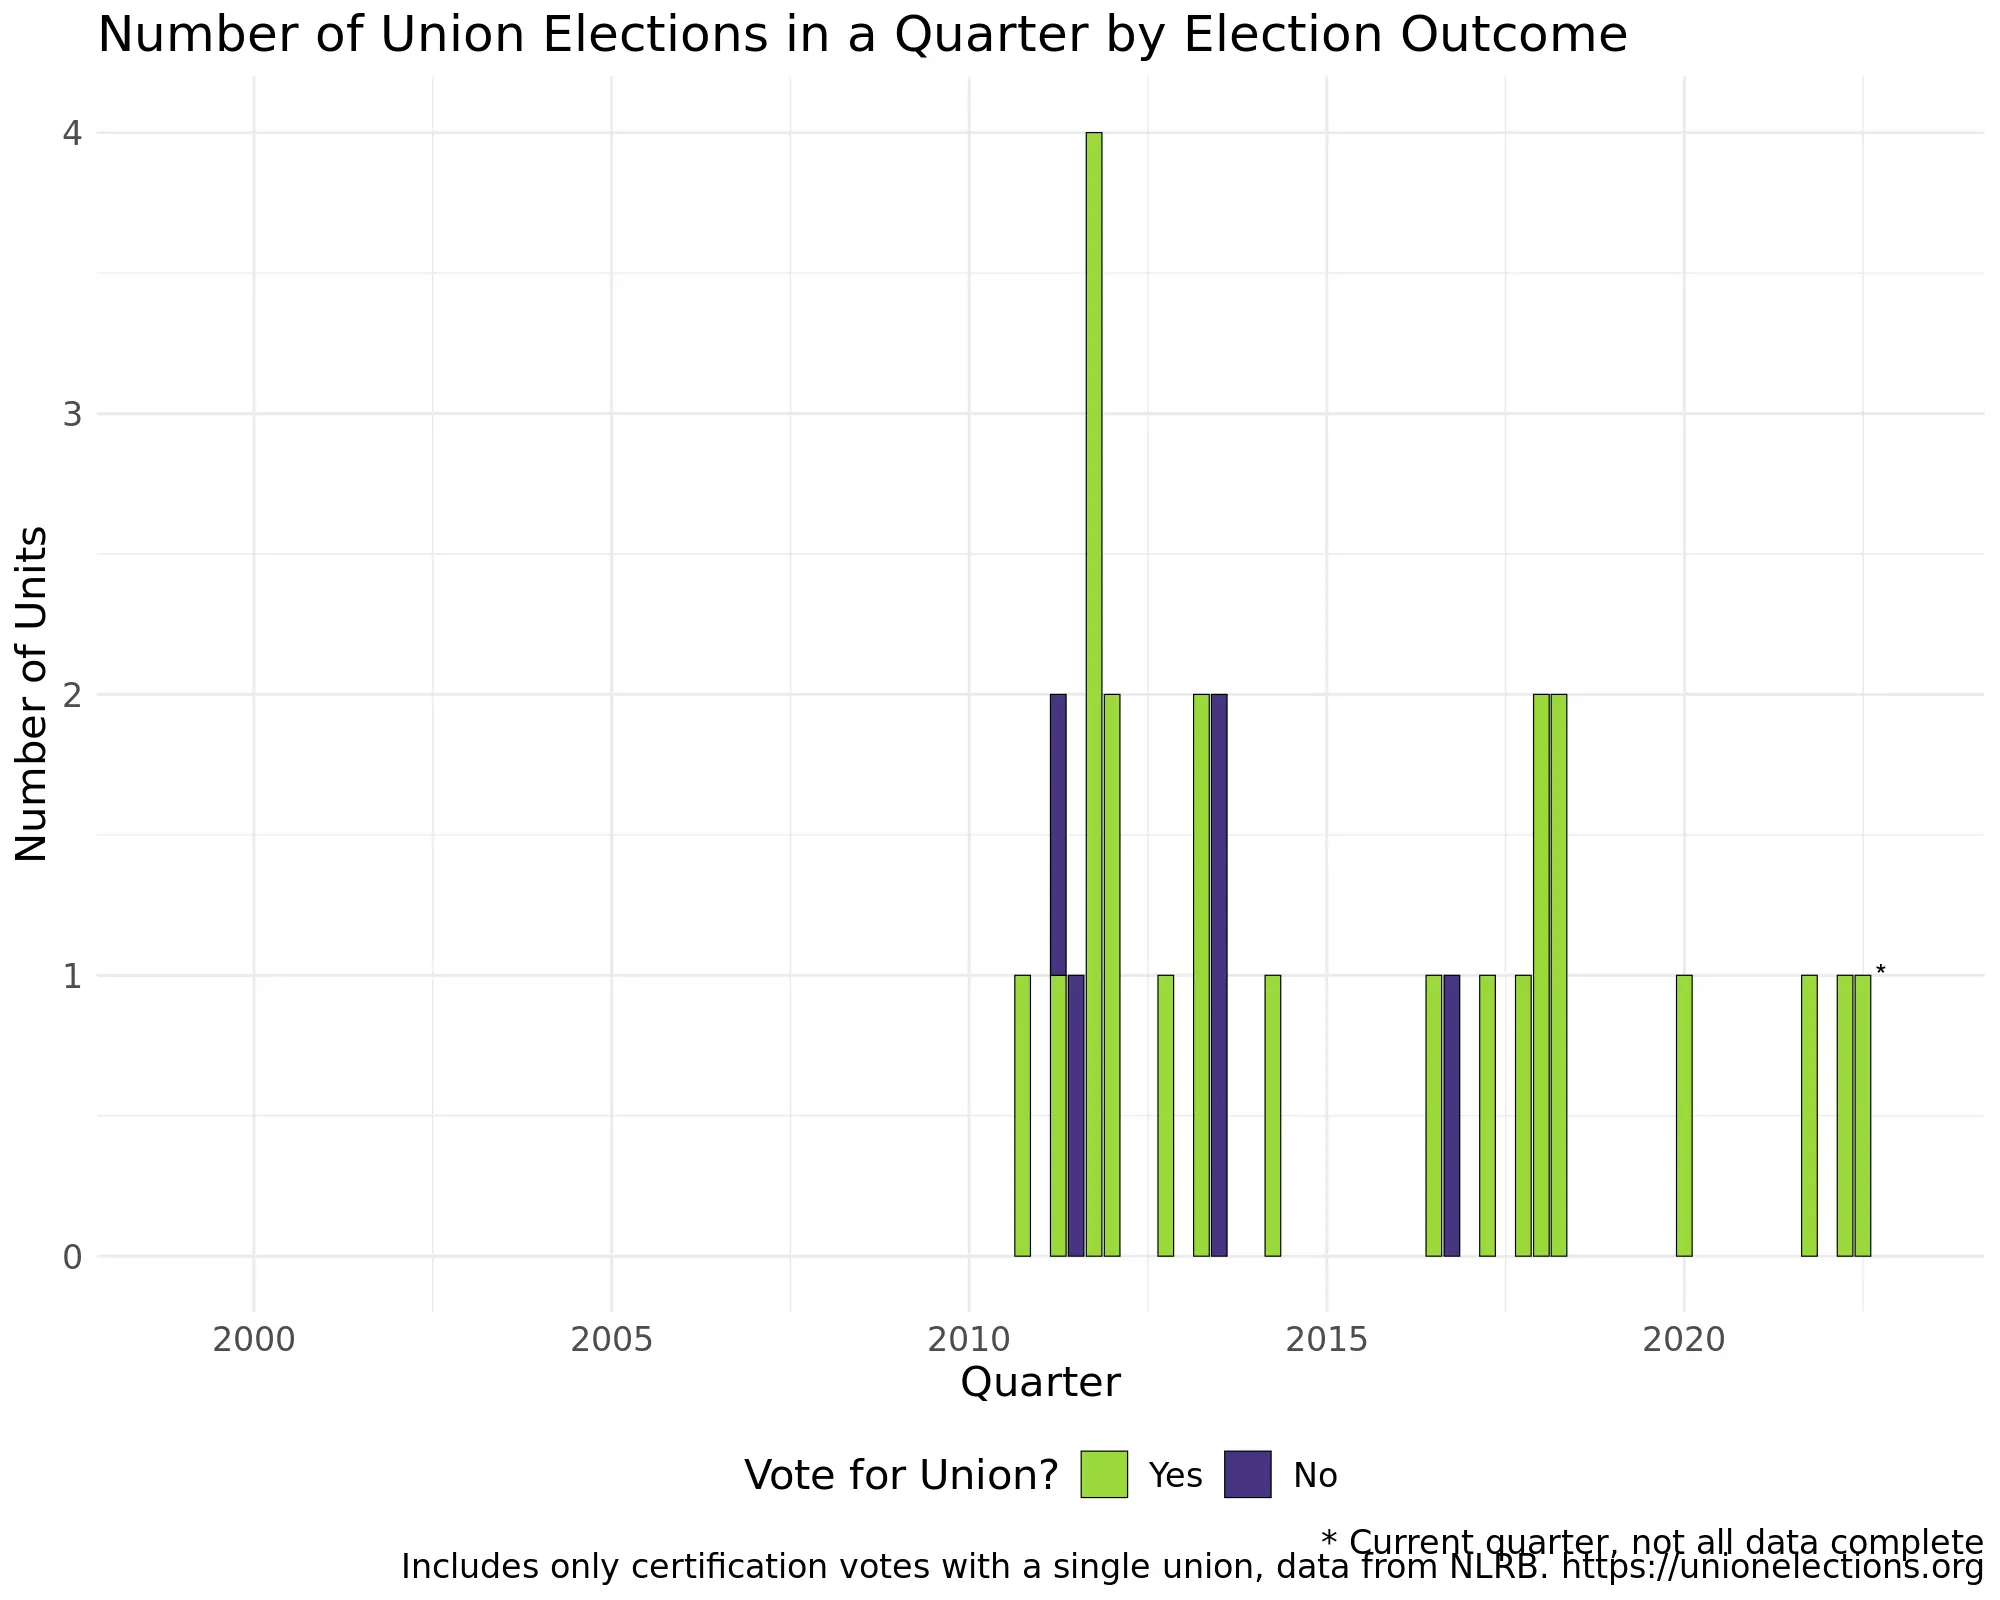 Number of Union Elections in a Quarter by Election Outcome
4
3
2
1
0
Number of Units
*
2000 2005 2010 2015 2020
Quarter
Vote for Union? Yes No
* Current quarter, not all data complete
Includes only certification votes with a single union, data from NLRB. https://unionelections.org